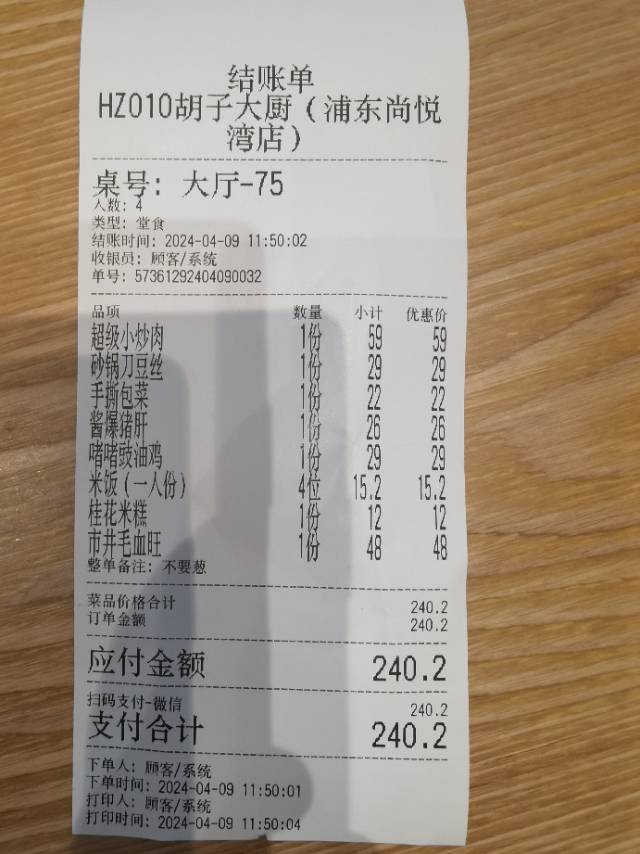 结账单
HZ010胡子大厨（浦东尚悦
湾店）
桌号: 大厅-75
人数: 4
类型: 堂食
结账时间: 2024-04-09 11:50:02
收银员: 顾客/系统
单号: 57361292404090032
品项 数量 小计 优惠价
超级小炒肉 1份 59 59
砂锅刀豆丝 1份 29 29
手撕包菜 1份 22 22
酱爆猪肝 1份 26 26
啫啫豉油鸡 1份 29 29
米饭（一人份） 4位 15.2 15.2
桂花米糕 1份 12 12
市井毛血旺 1份 48 48
整单备注: 不要葱
菜品价格合计 240.2
订单金额 240.2
应付金额 240.2
扫码支付-微信 240.2
支付合计 240.2
下单人: 顾客/系统
下单时间: 2024-04-09 11:50:01
打印人: 顾客/系统
打印时间: 2024-04-09 11:50:04